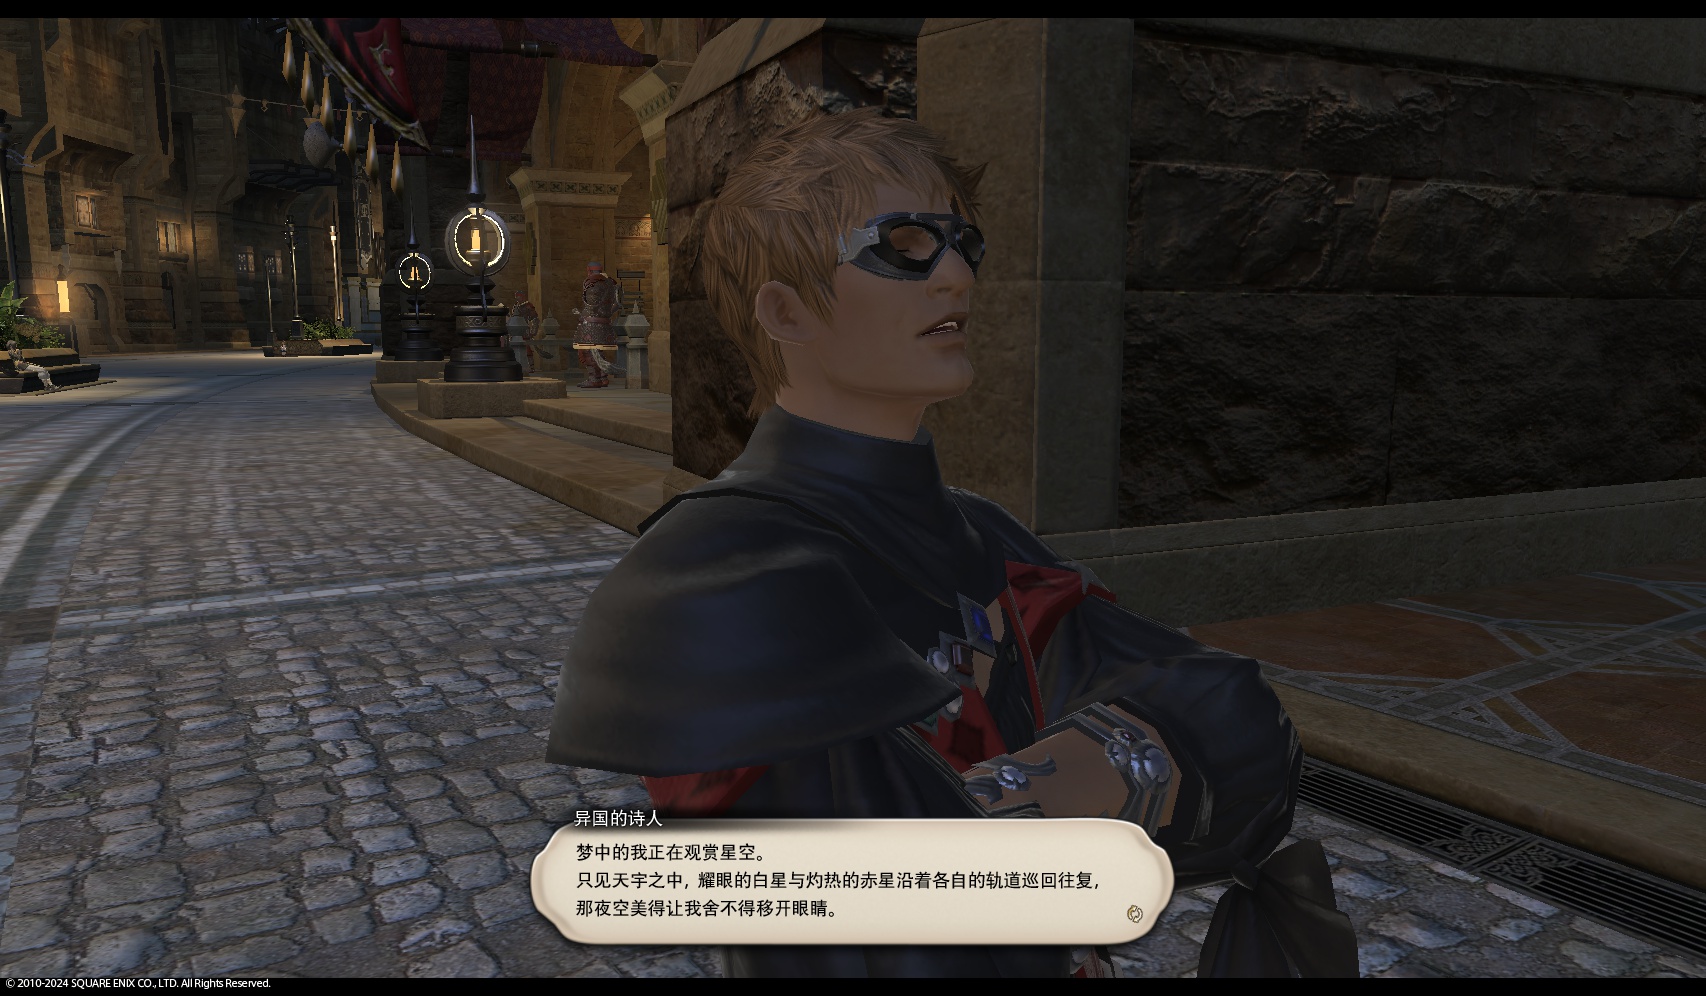 异国的诗人
梦中的我正在观赏星空。
只见天宇之中，耀眼的白星与灼热的赤星沿着各自的轨道巡回往复，
那夜空美得让我舍不得移开眼睛。
© 2010-2024 SQUARE ENIX CO., LTD. All Rights Reserved.